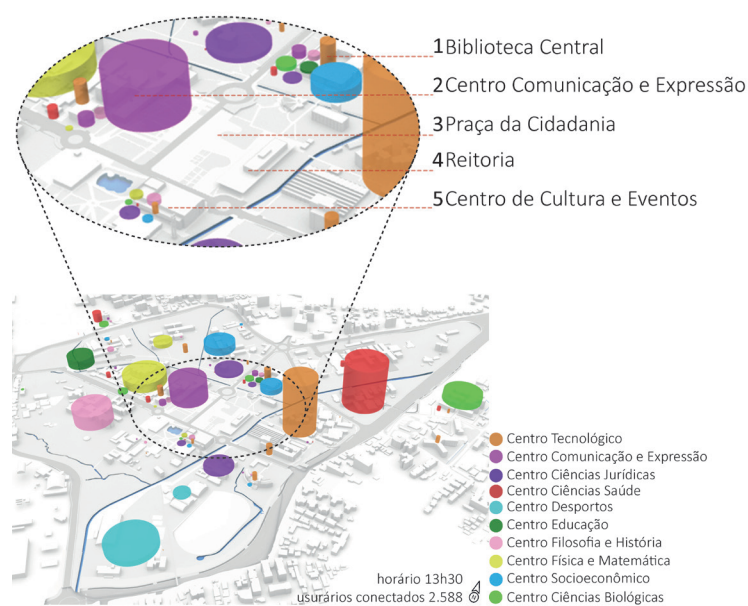 1Biblioteca Central
2Centro Comunicação e Expressão
3Praça da Cidadania
4Reitoria
5Centro de Cultura e Eventos
Centro Tecnológico
Centro Comunicação e Expressão
Centro Ciências Jurídicas
Centro Ciências Saúde
Centro Desportos
Centro Educação
Centro Filosofia e História
Centro Física e Matemática
Centro Socioeconômico
Centro Ciências Biológicas
horário 13h30
usurários conectados 2.588